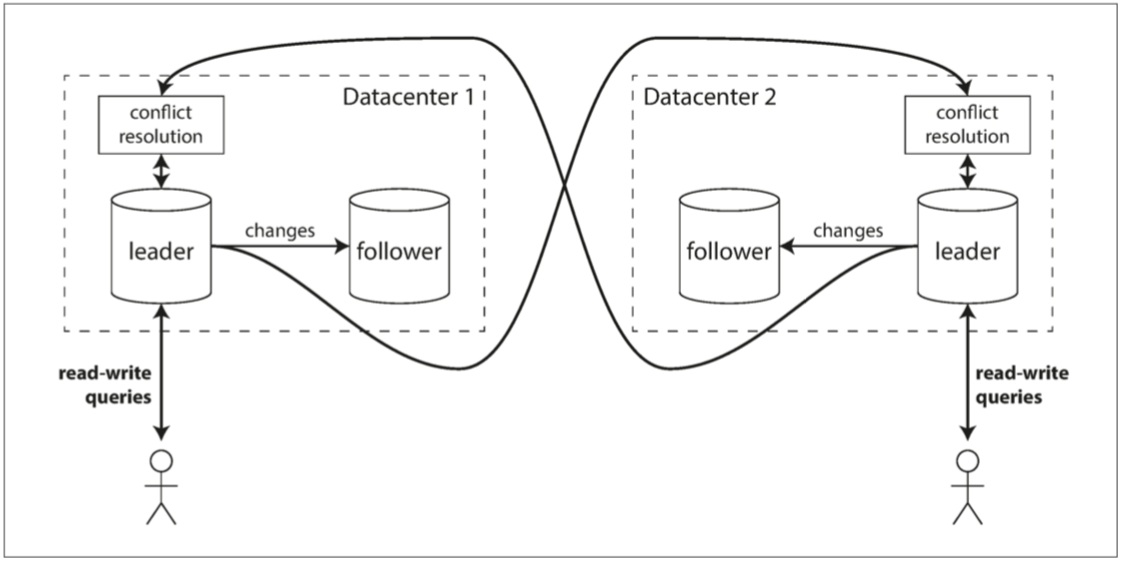 Datacenter 1
conflict
resolution
leader
changes
follower
read-write
queries
Datacenter 2
conflict
resolution
follower
changes
leader
read-write
queries